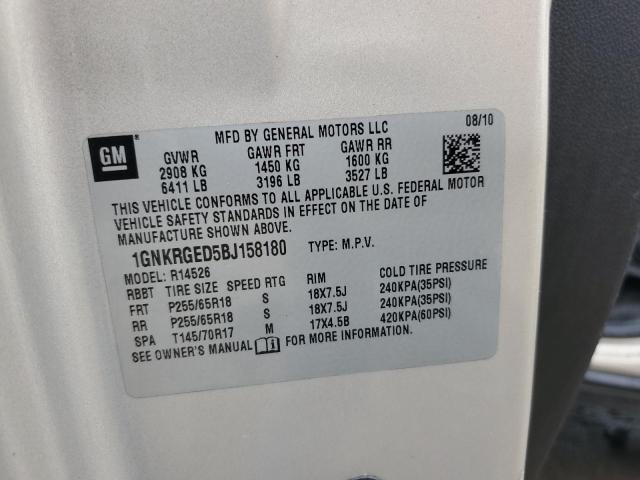 MFD BY GENERAL MOTORS LLC 08/10
GM
GVWR GAWR FRT GAWR RR
2908 KG 1450 KG 1600 KG
6411 LB 3196 LB 3527 LB
THIS VEHICLE CONFORMS TO ALL APPLICABLE U.S. FEDERAL MOTOR
VEHICLE SAFETY STANDARDS IN EFFECT ON THE DATE OF
MANUFACTURE SHOWN ABOVE.
1GNKRGED5BJ158180 TYPE: M.P.V.
MODEL: R14526
RBBT TIRE SIZE SPEED RTG RIM COLD TIRE PRESSURE
FRT P255/65R18 S 18X7.5J 240KPA(35PSI)
RR P255/65R18 S 18X7.5J 240KPA(35PSI)
SPA T145/70R17 M 17X4.5B 420KPA(60PSI)
SEE OWNER'S MANUAL FOR MORE INFORMATION.